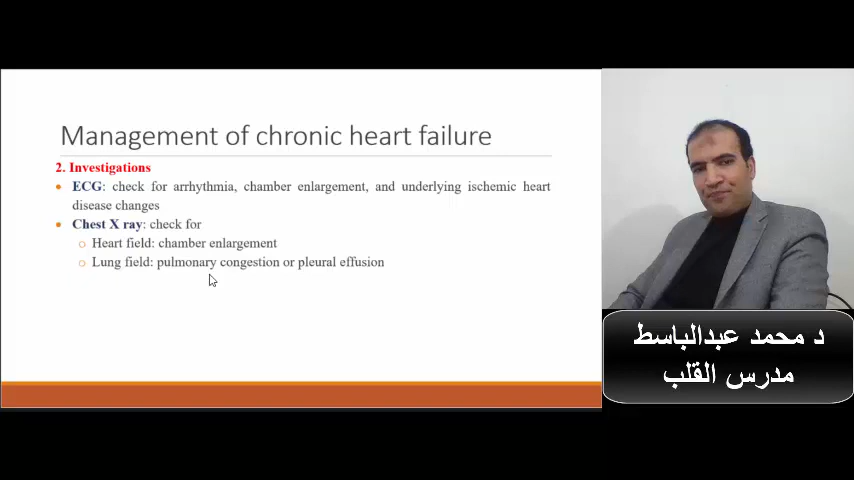 Management of chronic heart failure
2. Investigations
ECG: check for arrhythmia, chamber enlargement, and underlying ischemic heart
disease changes
Chest X ray: check for
Heart field: chamber enlargement
Lung field: pulmonary congestion or pleural effusion
د محمد عبدالباسط
مدرس القلب